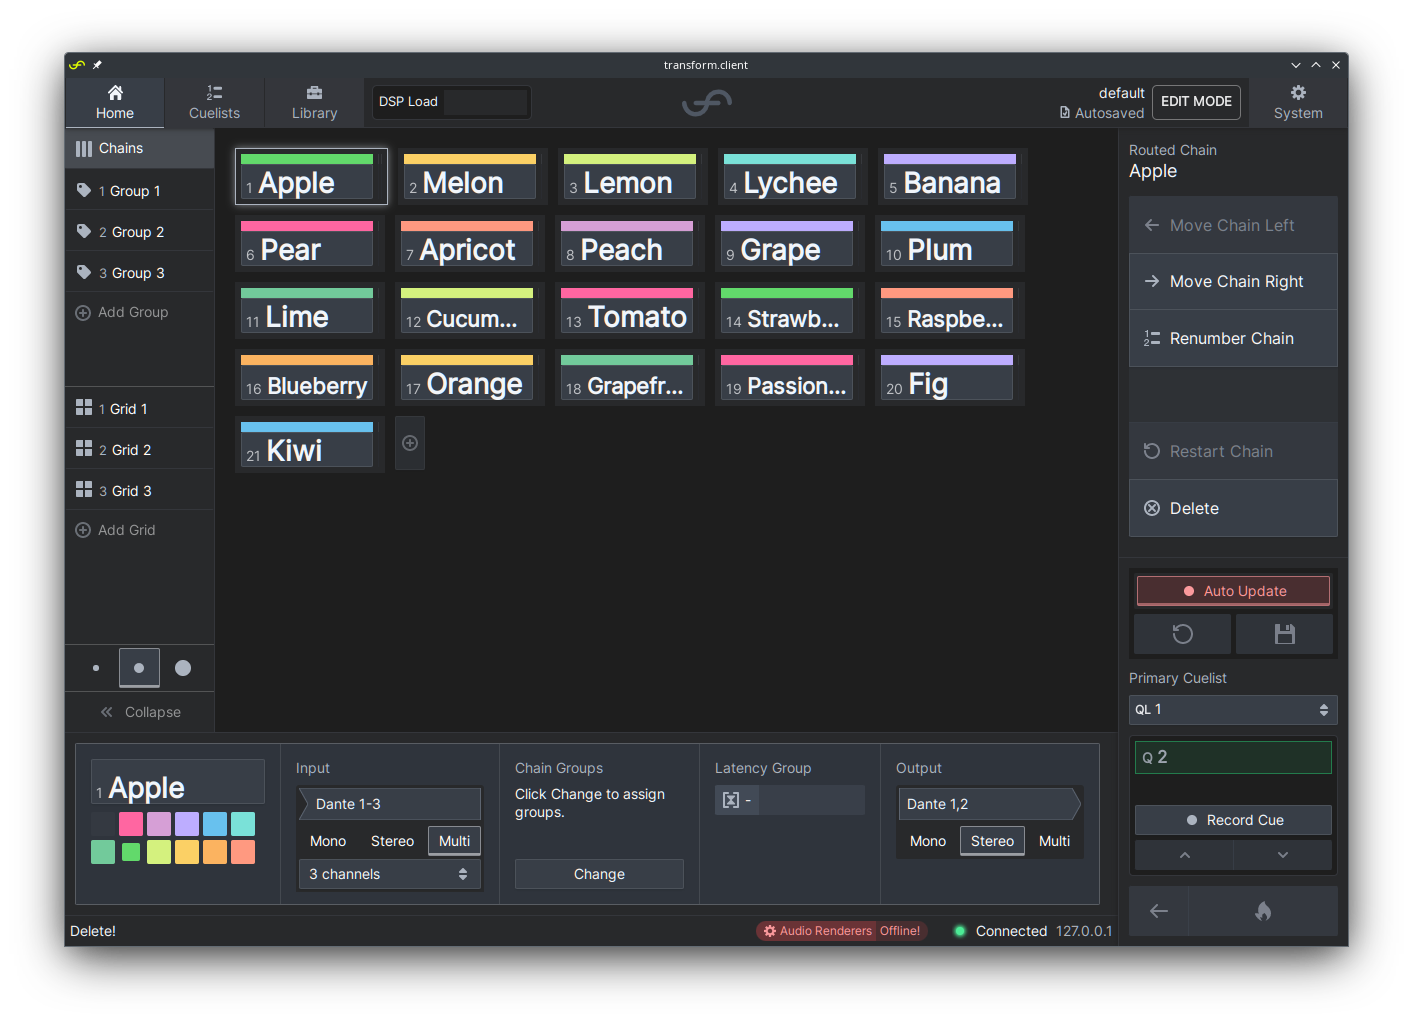 transform.client
Home
Cuelists
Library
DSP Load
default
Autosaved
EDIT MODE
System
Chains
1 Group 1
2 Group 2
3 Group 3
Add Group
1 Grid 1
2 Grid 2
3 Grid 3
Add Grid
Collapse
1 Apple
2 Melon
3 Lemon
4 Lychee
5 Banana
6 Pear
7 Apricot
8 Peach
9 Grape
10 Plum
11 Lime
12 Cucum...
13 Tomato
14 Strawb...
15 Raspbe...
16 Blueberry
17 Orange
18 Grapefr...
19 Passion...
20 Fig
21 Kiwi
Routed Chain
Apple
Move Chain Left
Move Chain Right
Renumber Chain
Restart Chain
Delete
Auto Update
Primary Cuelist
QL 1
Q 2
Record Cue
1 Apple
Input
Dante 1-3
Mono Stereo Multi
3 channels
Chain Groups
Click Change to assign
groups.
Change
Latency Group
-
Output
Dante 1,2
Mono Stereo Multi
Delete!
Audio Renderers Offline!
Connected 127.0.0.1